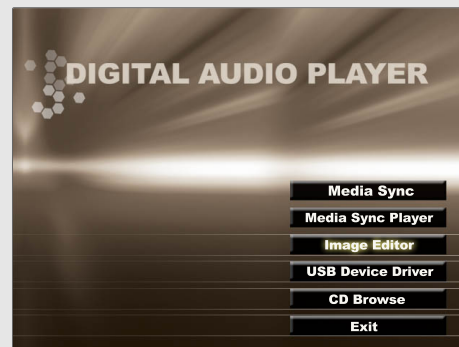 DIGITAL AUDIO PLAYER
Media Sync
Media Sync Player
Image Editor
USB Device Driver
CD Browse
Exit